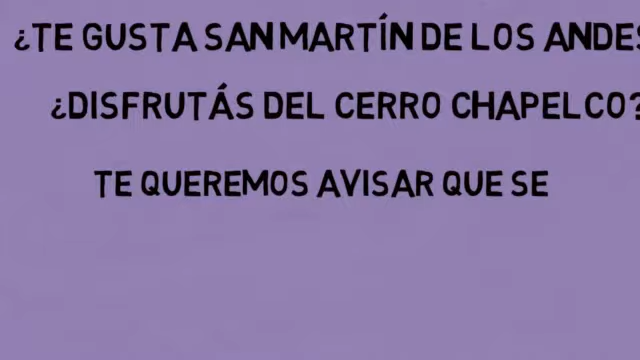 ¿TE GUSTA SAN MARTÍN DE LOS ANDES
¿DISFRUTÁS DEL CERRO CHAPELCO?
TE QUEREMOS AVISAR QUE SE